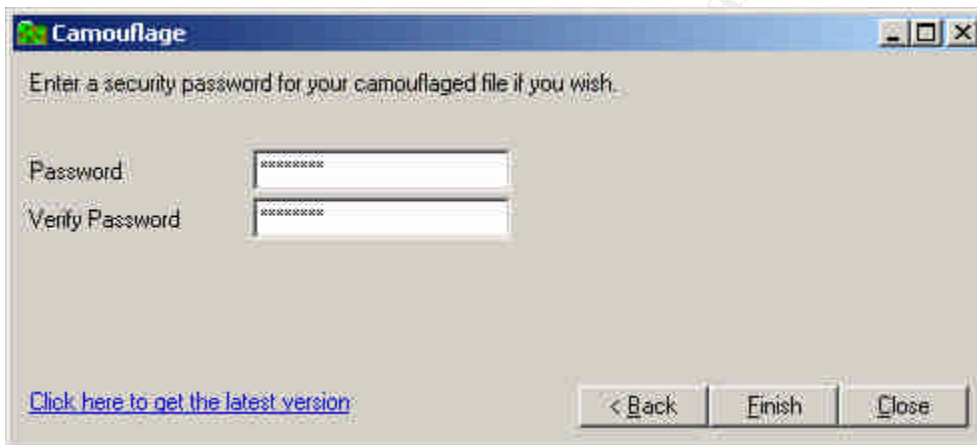 Camouflage
Enter a security password for your camouflaged file if you wish.
Password ********
Verify Password ********
Click here to get the latest version
< Back Finish Close